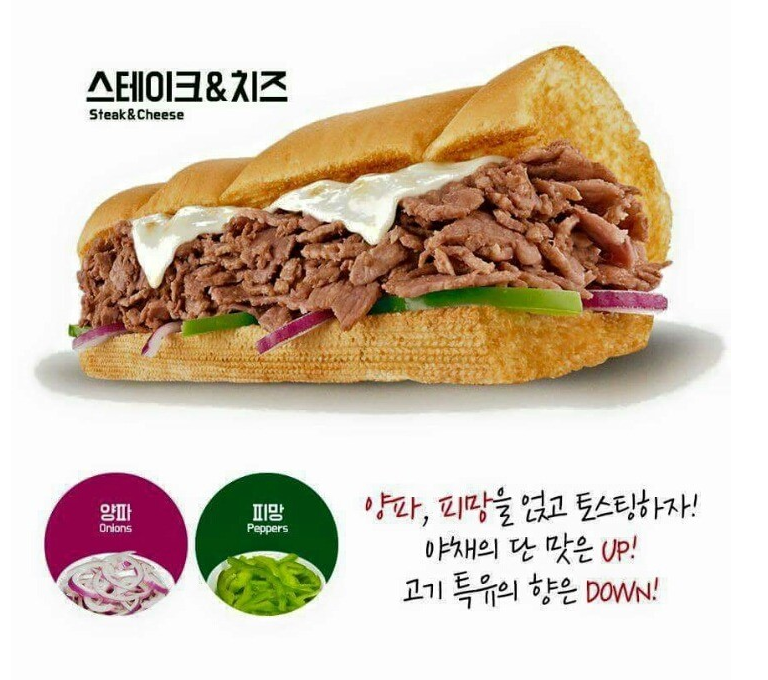 스테이크&치즈
Steak&Cheese
양파
Onions
피망
Peppers
양파, 피망을 얹고 토스팅하자!
야채의 단 맛은 UP!
고기 특유의 향은 DOWN!